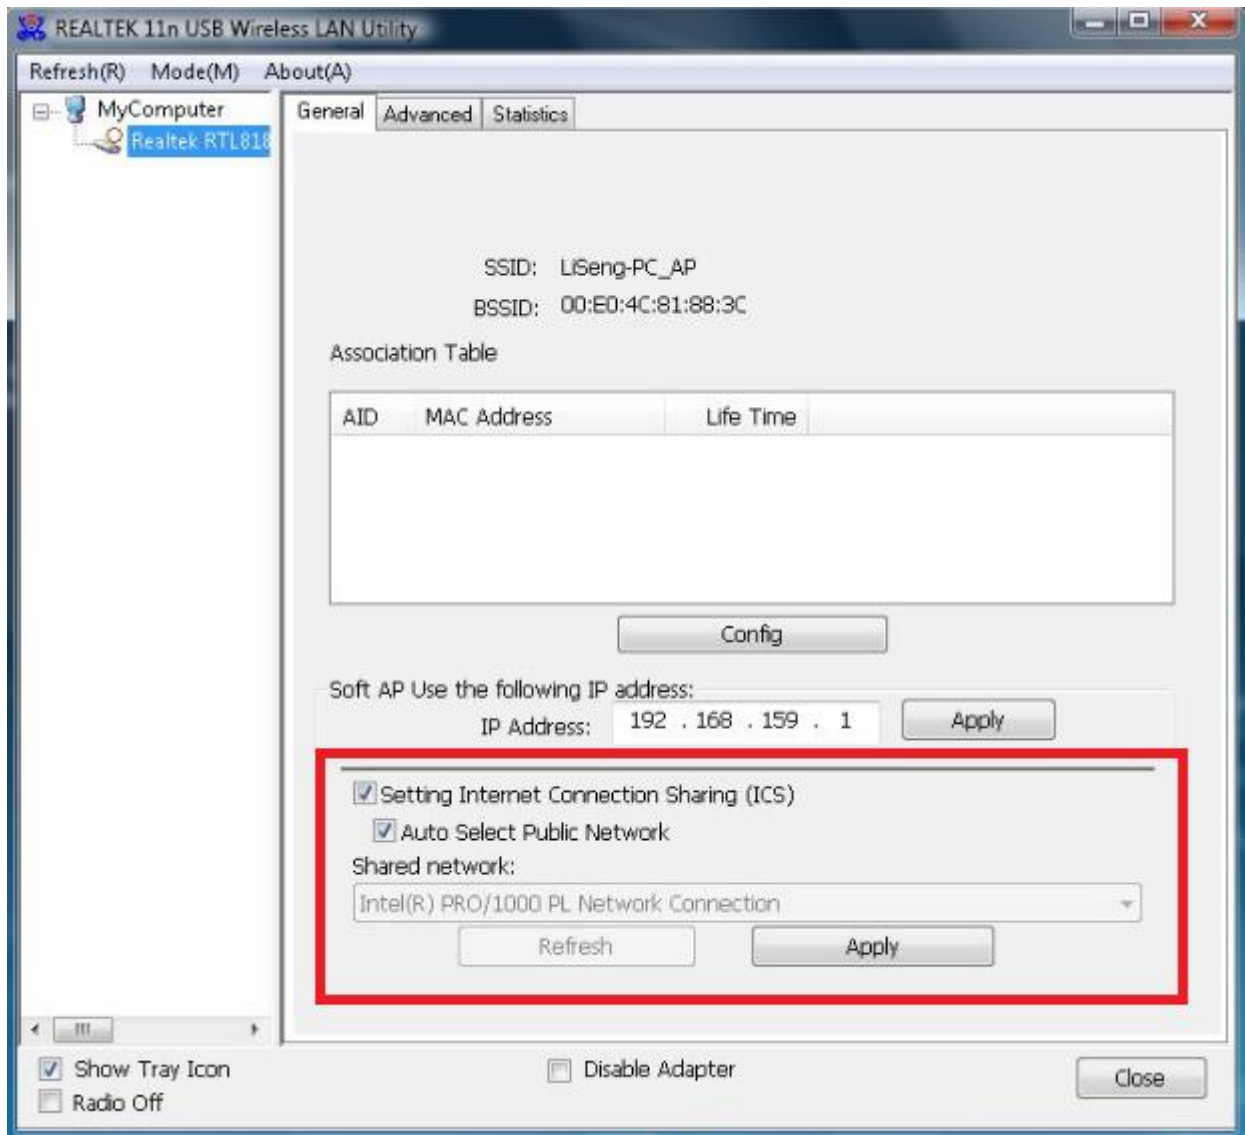 REALTEK 11n USB Wireless LAN Utility
Refresh(R) Mode(M) About(A)
MyComputer
Realtek RTL818
General Advanced Statistics
SSID: LiSeng-PC_AP
BSSID: 00:E0:4C:81:88:3C
Association Table
AID MAC Address Life Time
Config
Soft AP Use the following IP address:
IP Address: 192 . 168 . 159 . 1 Apply
Setting Internet Connection Sharing (ICS)
Auto Select Public Network
Shared network:
Intel(R) PRO/1000 PL Network Connection
Refresh Apply
Show Tray Icon Disable Adapter Close
Radio Off